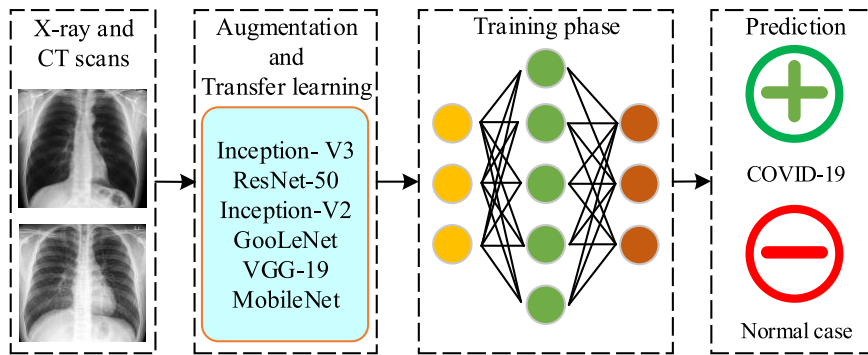 X-ray and
CT scans
Augmentation
and
Transfer learning
Inception- V3
ResNet-50
Inception-V2
GooLeNet
VGG-19
MobileNet
Training phase
Prediction
COVID-19
Normal case